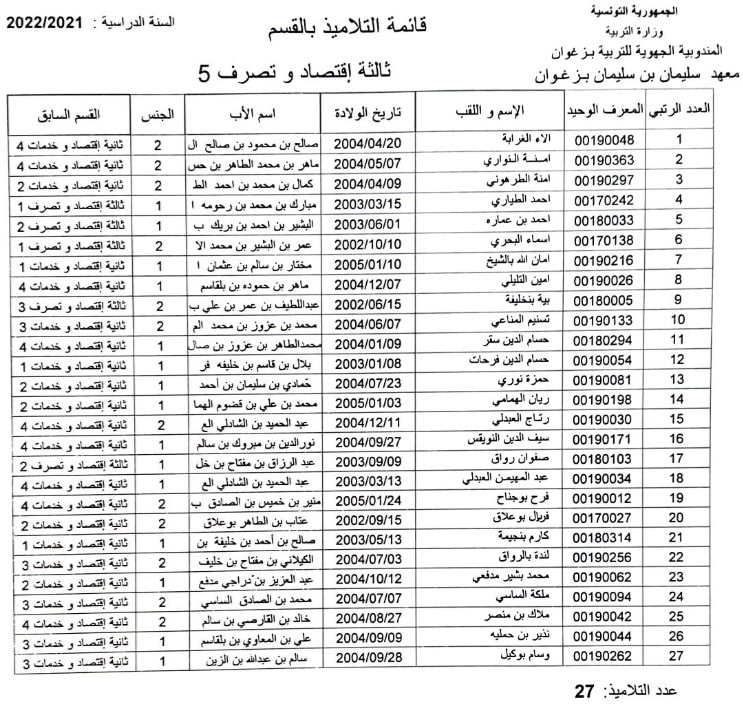 الجمهورية التونسية
وزارة التربية
المندوبية الجهوية للتربية بـزغوان
معهد سليمان بن سليمان بـزغـوان
قائمة التلاميذ بالقسم
ثالثة إقتصاد و تصرف 5
السنة الدراسية : 2022/2021
العدد الرتبي المعرف الوحيد الإسم و اللقب تاريخ الولادة اسم الأب الجنس القسم السابق
1 00190048 الاء الغرابة 2004/04/20 صالح بن محمود بن صالح ال 2 ثانية إقتصاد و خدمات 4
2 00190363 امـنـة الـنواري 2004/05/07 ماهر بن محمد الطاهر بن حس 2 ثانية إقتصاد و خدمات 4
3 00190297 امنة الطرهوني 2004/04/09 كمال بن محمد بن احمد الط 2 ثانية إقتصاد و خدمات 2
4 00170242 احمد الطياري 2003/03/15 مبارك بن محمد بن رحومه ا 1 ثالثة إقتصاد و تصرف 1
5 00180033 احمد بن عماره 2003/06/01 البشير بن احمد بن بريك ب 1 ثالثة إقتصاد و تصرف 2
6 00170138 اسماء البحري 2002/10/10 عمر بن البشير بن محمد الا 2 ثالثة إقتصاد و تصرف 1
7 00190216 امان الله بالشيخ 2005/01/10 مختار بن سالم بن عثمان ا 1 ثانية إقتصاد و خدمات 1
8 00190026 امين التليلي 2004/12/07 ماهر بن حموده بن بلقاسم 1 ثانية إقتصاد و خدمات 4
9 00180005 بية بنخليفة 2002/06/15 عبداللطيف بن عمر بن علي ب 2 ثالثة إقتصاد و تصرف 3
10 00190133 تسنيم المناعي 2004/06/07 محمد بن عزوز بن محمد الم 2 ثانية إقتصاد و خدمات 3
11 00180294 حسام الدين سقر 2004/01/09 محمدالطاهر بن عزوز بن صال 1 ثانية إقتصاد و خدمات 4
12 00190054 حسام الدين فرحات 2003/01/08 بلال بن قاسم بن خليفه فر 1 ثانية إقتصاد و خدمات 1
13 00190081 حمزة نوري 2004/07/23 حمادي بن سليمان بن أحمد 1 ثانية إقتصاد و خدمات 2
14 00190198 ريان الهمامي 2005/01/03 محمد بن علي بن قضوم الهما 1 ثانية إقتصاد و خدمات 2
15 00190030 رتـاج العبدلي 2004/12/11 عبد الحميد بن الشاذلي الع 2 ثانية إقتصاد و خدمات 4
16 00190171 سيف الدين النويقس 2004/09/27 نورالدين بن مبروك بن سالم 1 ثانية إقتصاد و خدمات 4
17 00180103 صفوان رواق 2003/09/09 عبد الرزاق بن مفتاح بن خل 1 ثالثة إقتصاد و تصرف 2
18 00190034 عبد المهيمن العبدلي 2003/03/13 عبد الحميد بن الشاذلي الع 1 ثانية إقتصاد و خدمات 4
19 00190012 فرح بوجناح 2005/01/24 منير بن خميس بن الصادق ب 2 ثانية إقتصاد و خدمات 4
20 00170027 فريال بوعلاق 2002/09/15 عتاب بن الطاهر بوعلاق 2 ثانية إقتصاد و خدمات 2
21 00180314 كارم بنجيمة 2003/05/13 صالح بن أحمد بن خليفة بن 1 ثانية إقتصاد و خدمات 1
22 00190256 لندة بالرواق 2004/07/03 الكيلاني بن مفتاح بن خليف 2 ثانية إقتصاد و خدمات 3
23 00190062 محمد بشير مدفعي 2004/10/12 عبد العزيز بن دراجي مدفع 1 ثانية إقتصاد و خدمات 2
24 00190094 ملكة الساسي 2004/07/07 محمد بن الصادق الساسي 2 ثانية إقتصاد و خدمات 3
25 00190042 ملاك بن منصر 2004/08/27 خالد بن القارصي بن سالم 2 ثانية إقتصاد و خدمات 4
26 00190044 نذير بن حمليه 2004/09/09 علي بن المعاوي بن بلقاسم 1 ثانية إقتصاد و خدمات 3
27 00190262 وسام بوكيل 2004/09/28 سالم بن عبدالله بن الزين 1 ثانية إقتصاد و خدمات 3
عدد التلاميذ: 27